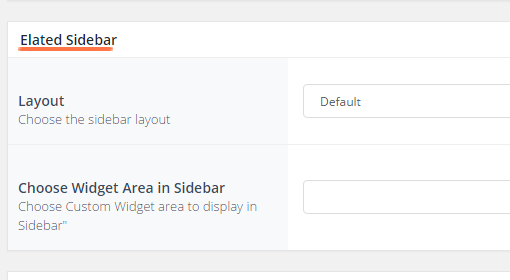 Elated Sidebar
Layout
Choose the sidebar layout
Default
Choose Widget Area in Sidebar
Choose Custom Widget area to display in
Sidebar"